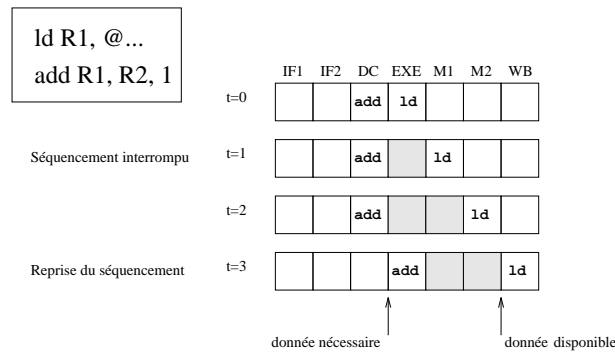 ld R1, @...
add R1, R2, 1
IF1 IF2 DC EXE M1 M2 WB
t=0 add ld
Séquencement interrompu t=1 add ld
t=2 add ld
Reprise du séquencement t=3 add ld
donnée nécessaire donnée disponible